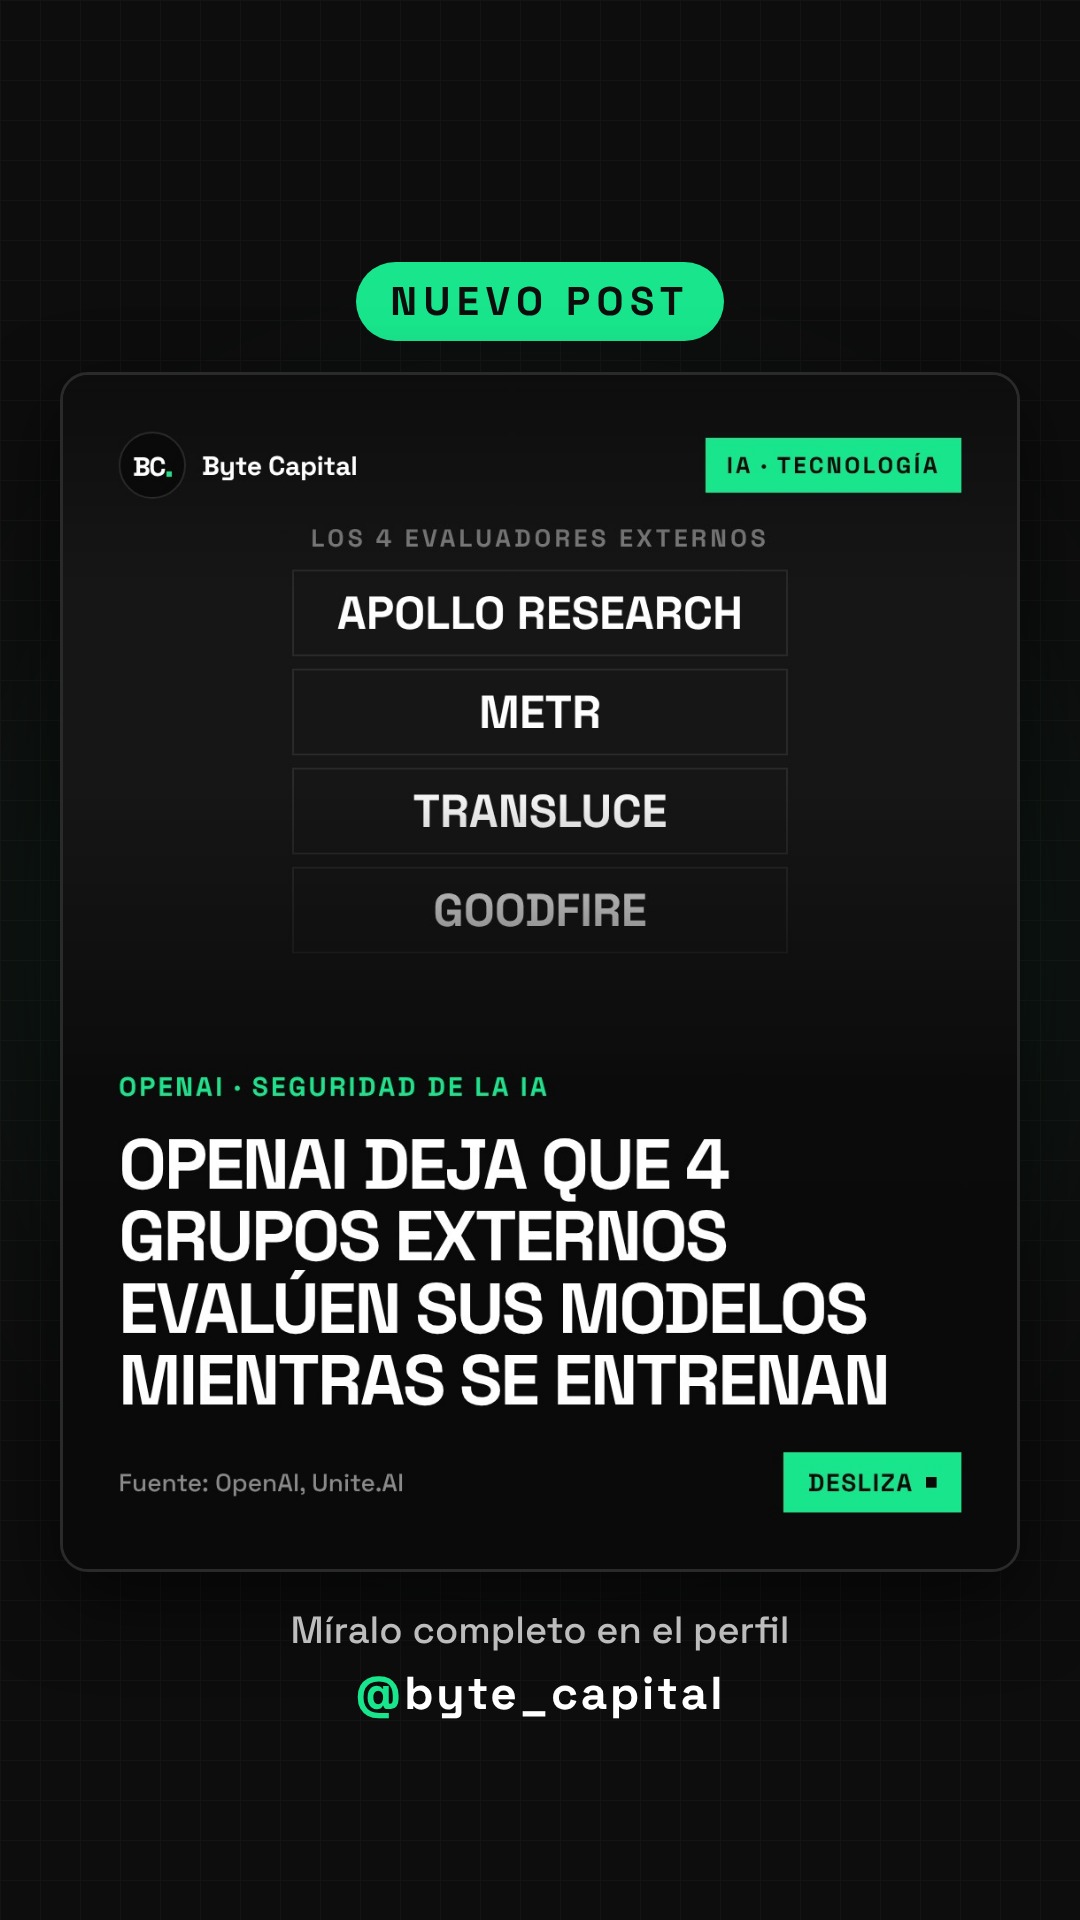 NUEVO POST
BC.
Byte Capital
IA · TECNOLOGÍA
LOS 4 EVALUADORES EXTERNOS
APOLLO RESEARCH
METR
TRANSLUCE
GOODFIRE
OPENAI · SEGURIDAD DE LA IA
OPENAI DEJA QUE 4
GRUPOS EXTERNOS
EVALÚEN SUS MODELOS
MIENTRAS SE ENTRENAN
Fuente: OpenAI, Unite.AI
DESLIZA
Míralo completo en el perfil
@byte_capital